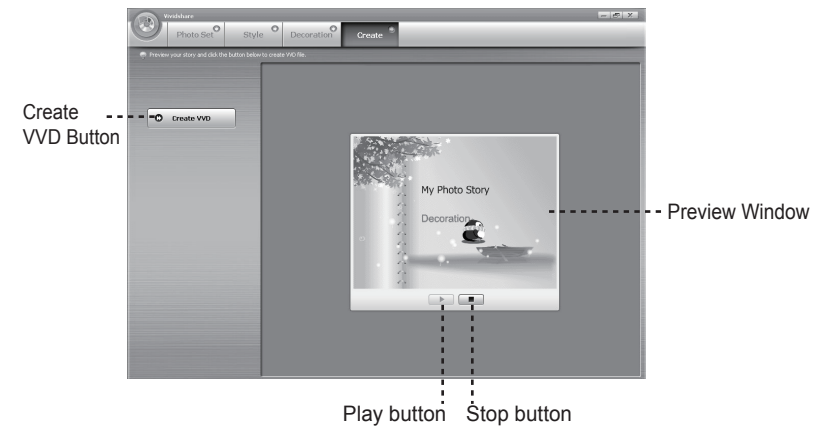 Vividshare
Photo Set
Style
Decoration
Create
Preview your story and click the button below to create VVD file.
Create
VVD Button
Create VVD
My Photo Story
Decoration
Preview Window
Play button
Stop button